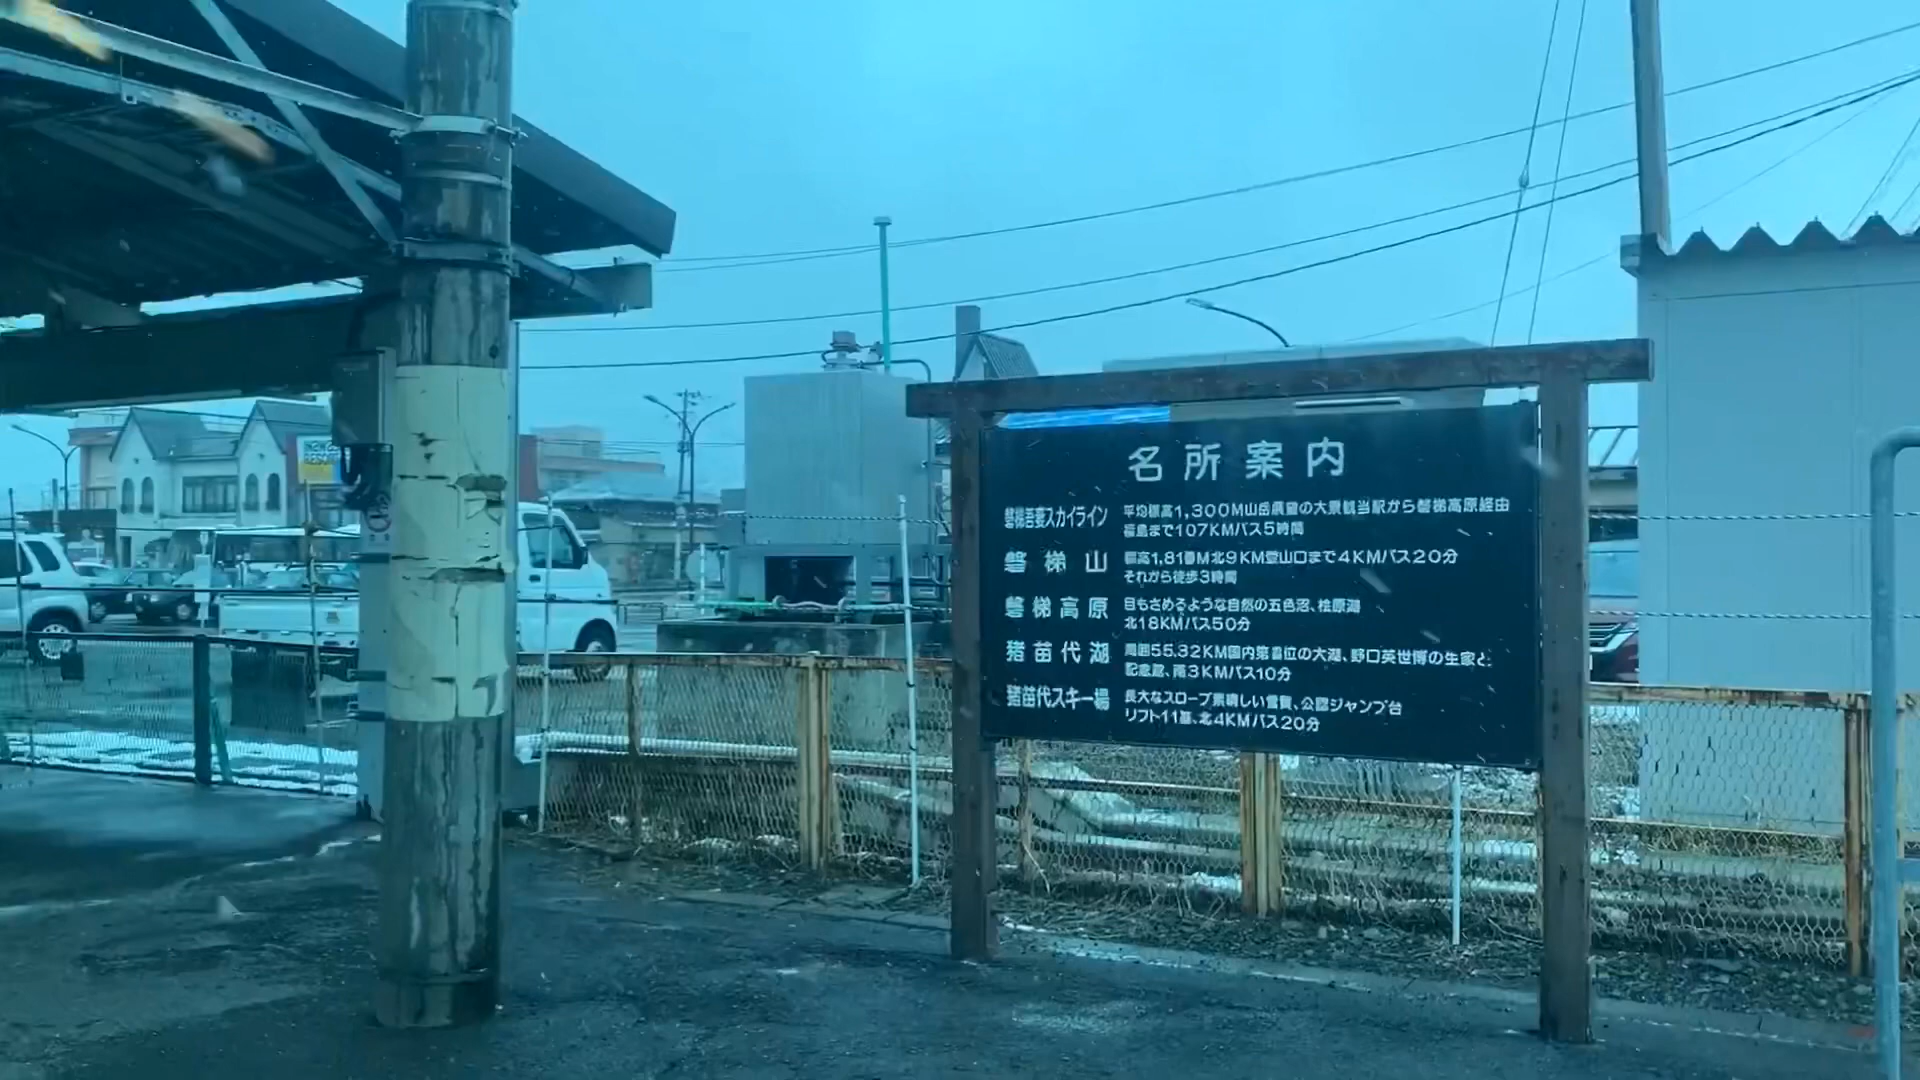 名所案内
磐梯吾妻スカイライン 平均標高1,300M山岳展望の大景観当駅から磐梯高原経由
福島まで107KMバス5時間
磐梯山 標高1,81 M北9KM登山口まで4KMバス20分
それから徒歩3時間
磐梯高原 目もさめるような自然の五色沼、桧原湖
北18KMバス50分
猪苗代湖 周囲55.32KM国内第 位の大湖、野口英世博の生家と
記念館、南3KMバス10分
猪苗代スキー場 長大なスロープ素晴しい雪質、公認ジャンプ台
リフト11基、北4KMバス20分